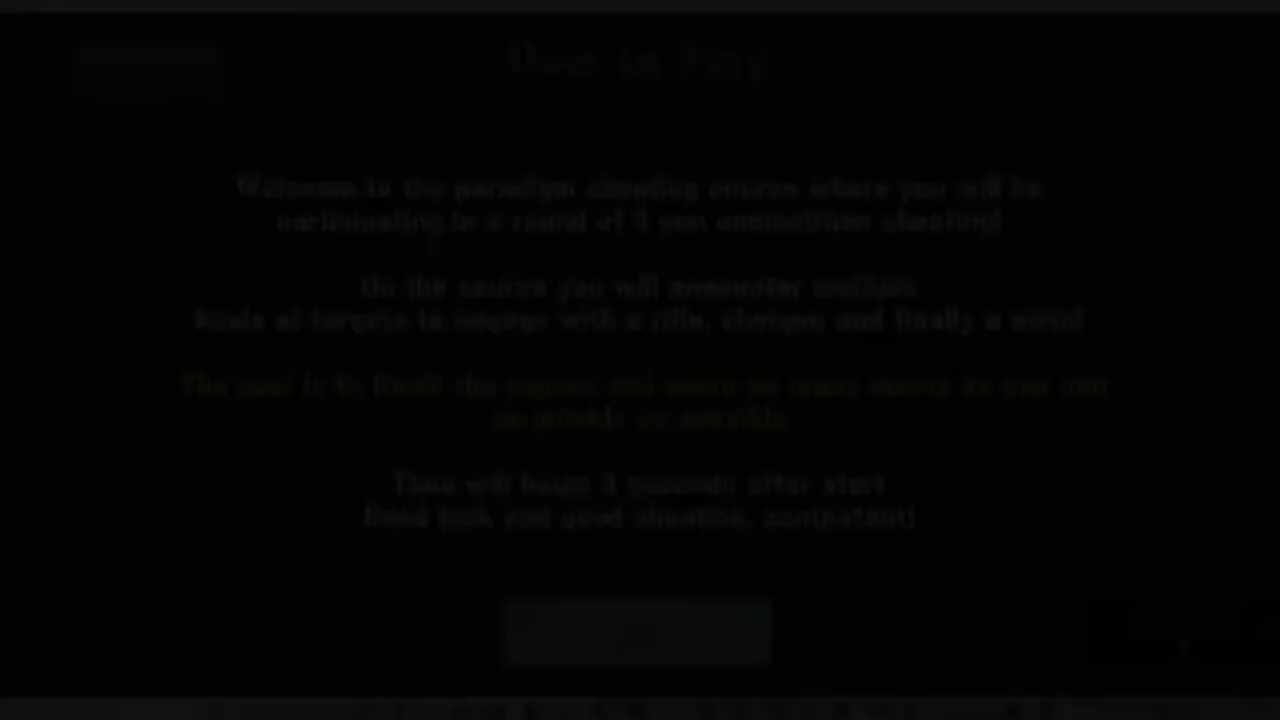 How to Play
Welcome to the paradigm shooting course where you will be
participating in a round of 3 gun competition shooting!
On the course you will encounter multiple
kinds of targets to engage with a rifle, shotgun and finally a pistol
The goal is to finish the course and score as many points as you can
as quickly as possible
Time will begin 3 seconds after start
Good luck and good shooting, contestant!